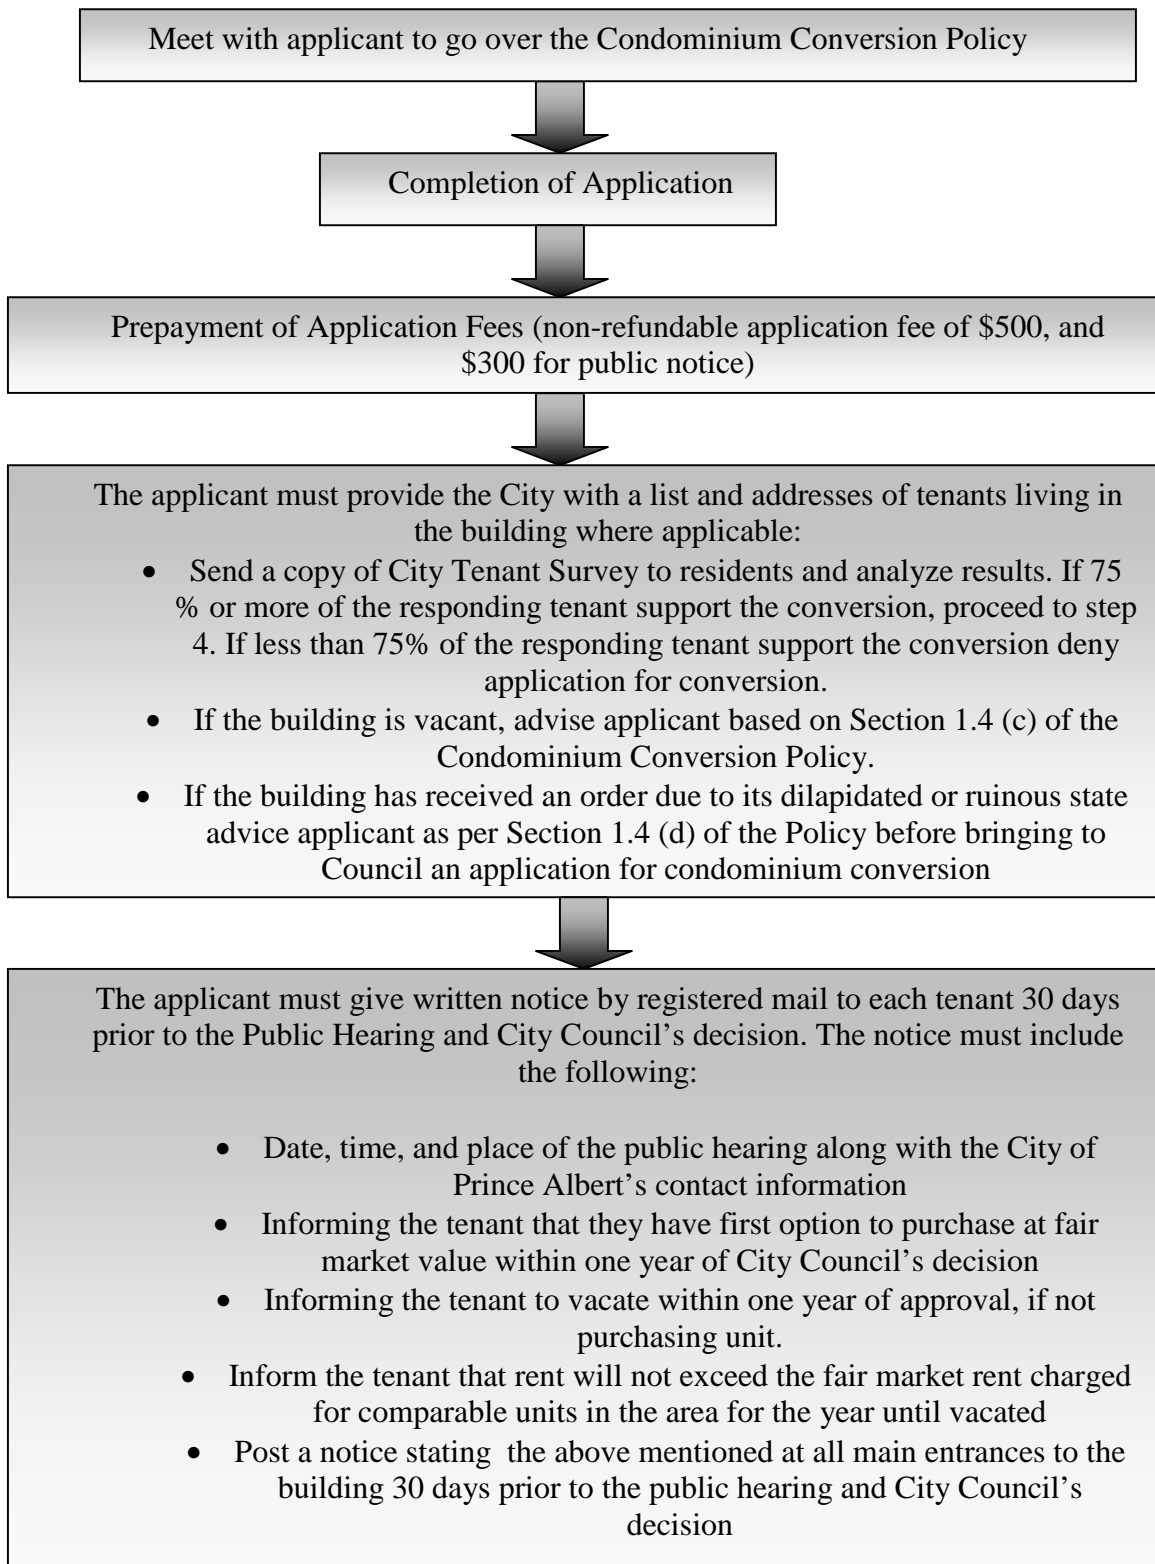 Meet with applicant to go over the Condominium Conversion Policy
Completion of Application
Prepayment of Application Fees (non-refundable application fee of $500, and
$300 for public notice)
The applicant must provide the City with a list and addresses of tenants living in
the building where applicable:
• Send a copy of City Tenant Survey to residents and analyze results. If 75
% or more of the responding tenant support the conversion, proceed to step
4. If less than 75% of the responding tenant support the conversion deny
application for conversion.
• If the building is vacant, advise applicant based on Section 1.4 (c) of the
Condominium Conversion Policy.
• If the building has received an order due to its dilapidated or ruinous state
advice applicant as per Section 1.4 (d) of the Policy before bringing to
Council an application for condominium conversion
The applicant must give written notice by registered mail to each tenant 30 days
prior to the Public Hearing and City Council’s decision. The notice must include
the following:
• Date, time, and place of the public hearing along with the City of
Prince Albert’s contact information
• Informing the tenant that they have first option to purchase at fair
market value within one year of City Council’s decision
• Informing the tenant to vacate within one year of approval, if not
purchasing unit.
• Inform the tenant that rent will not exceed the fair market rent charged
for comparable units in the area for the year until vacated
• Post a notice stating the above mentioned at all main entrances to the
building 30 days prior to the public hearing and City Council’s
decision